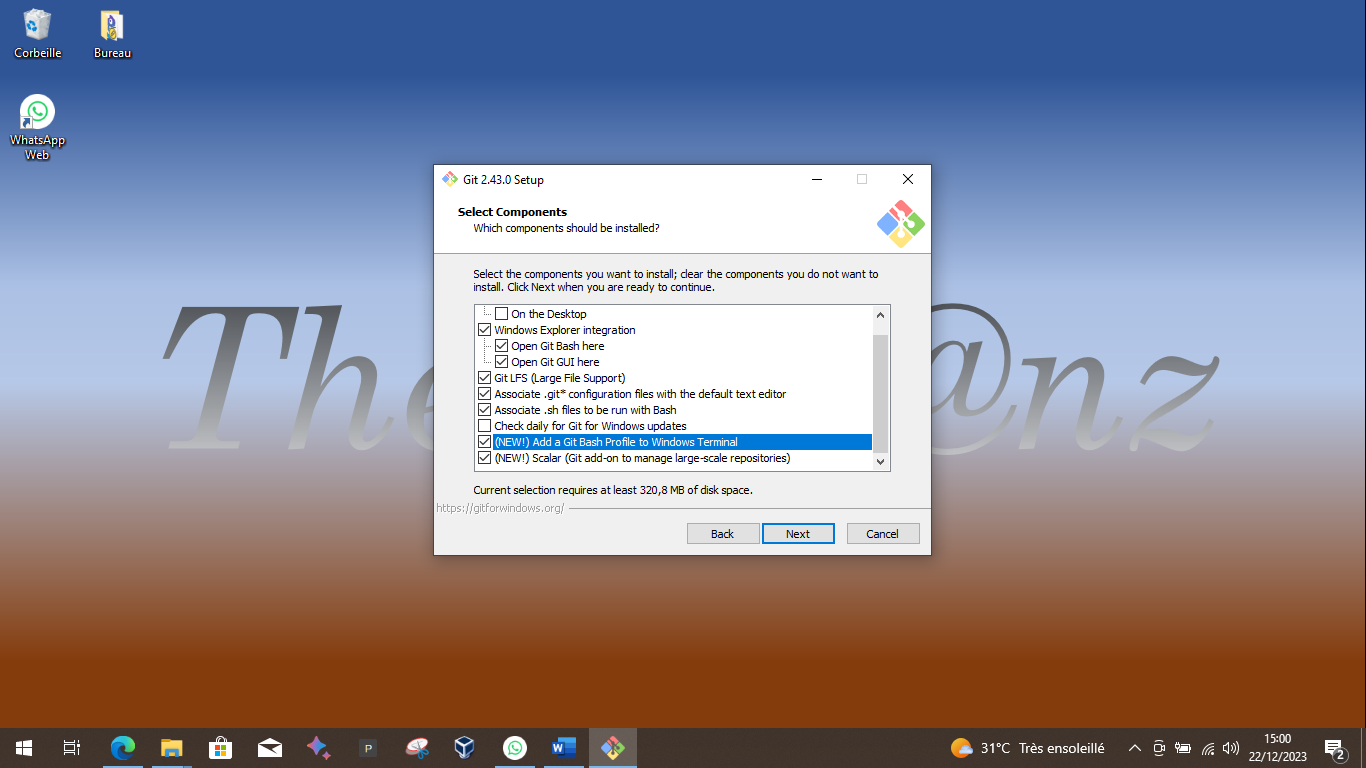 Corbeille
Bureau
WhatsApp
Web
Git 2.43.0 Setup
Select Components
Which components should be installed?
Select the components you want to install; clear the components you do not want to
install. Click Next when you are ready to continue.
On the Desktop
Windows Explorer integration
Open Git Bash here
Open Git GUI here
Git LFS (Large File Support)
Associate .git* configuration files with the default text editor
Associate .sh files to be run with Bash
Check daily for Git for Windows updates
(NEW!) Add a Git Bash Profile to Windows Terminal
(NEW!) Scalar (Git add-on to manage large-scale repositories)
Current selection requires at least 320,8 MB of disk space.
https://gitforwindows.org/
Back
Next
Cancel
@nz
P
W
31°C Très ensoleillé
15:00
22/12/2023
2